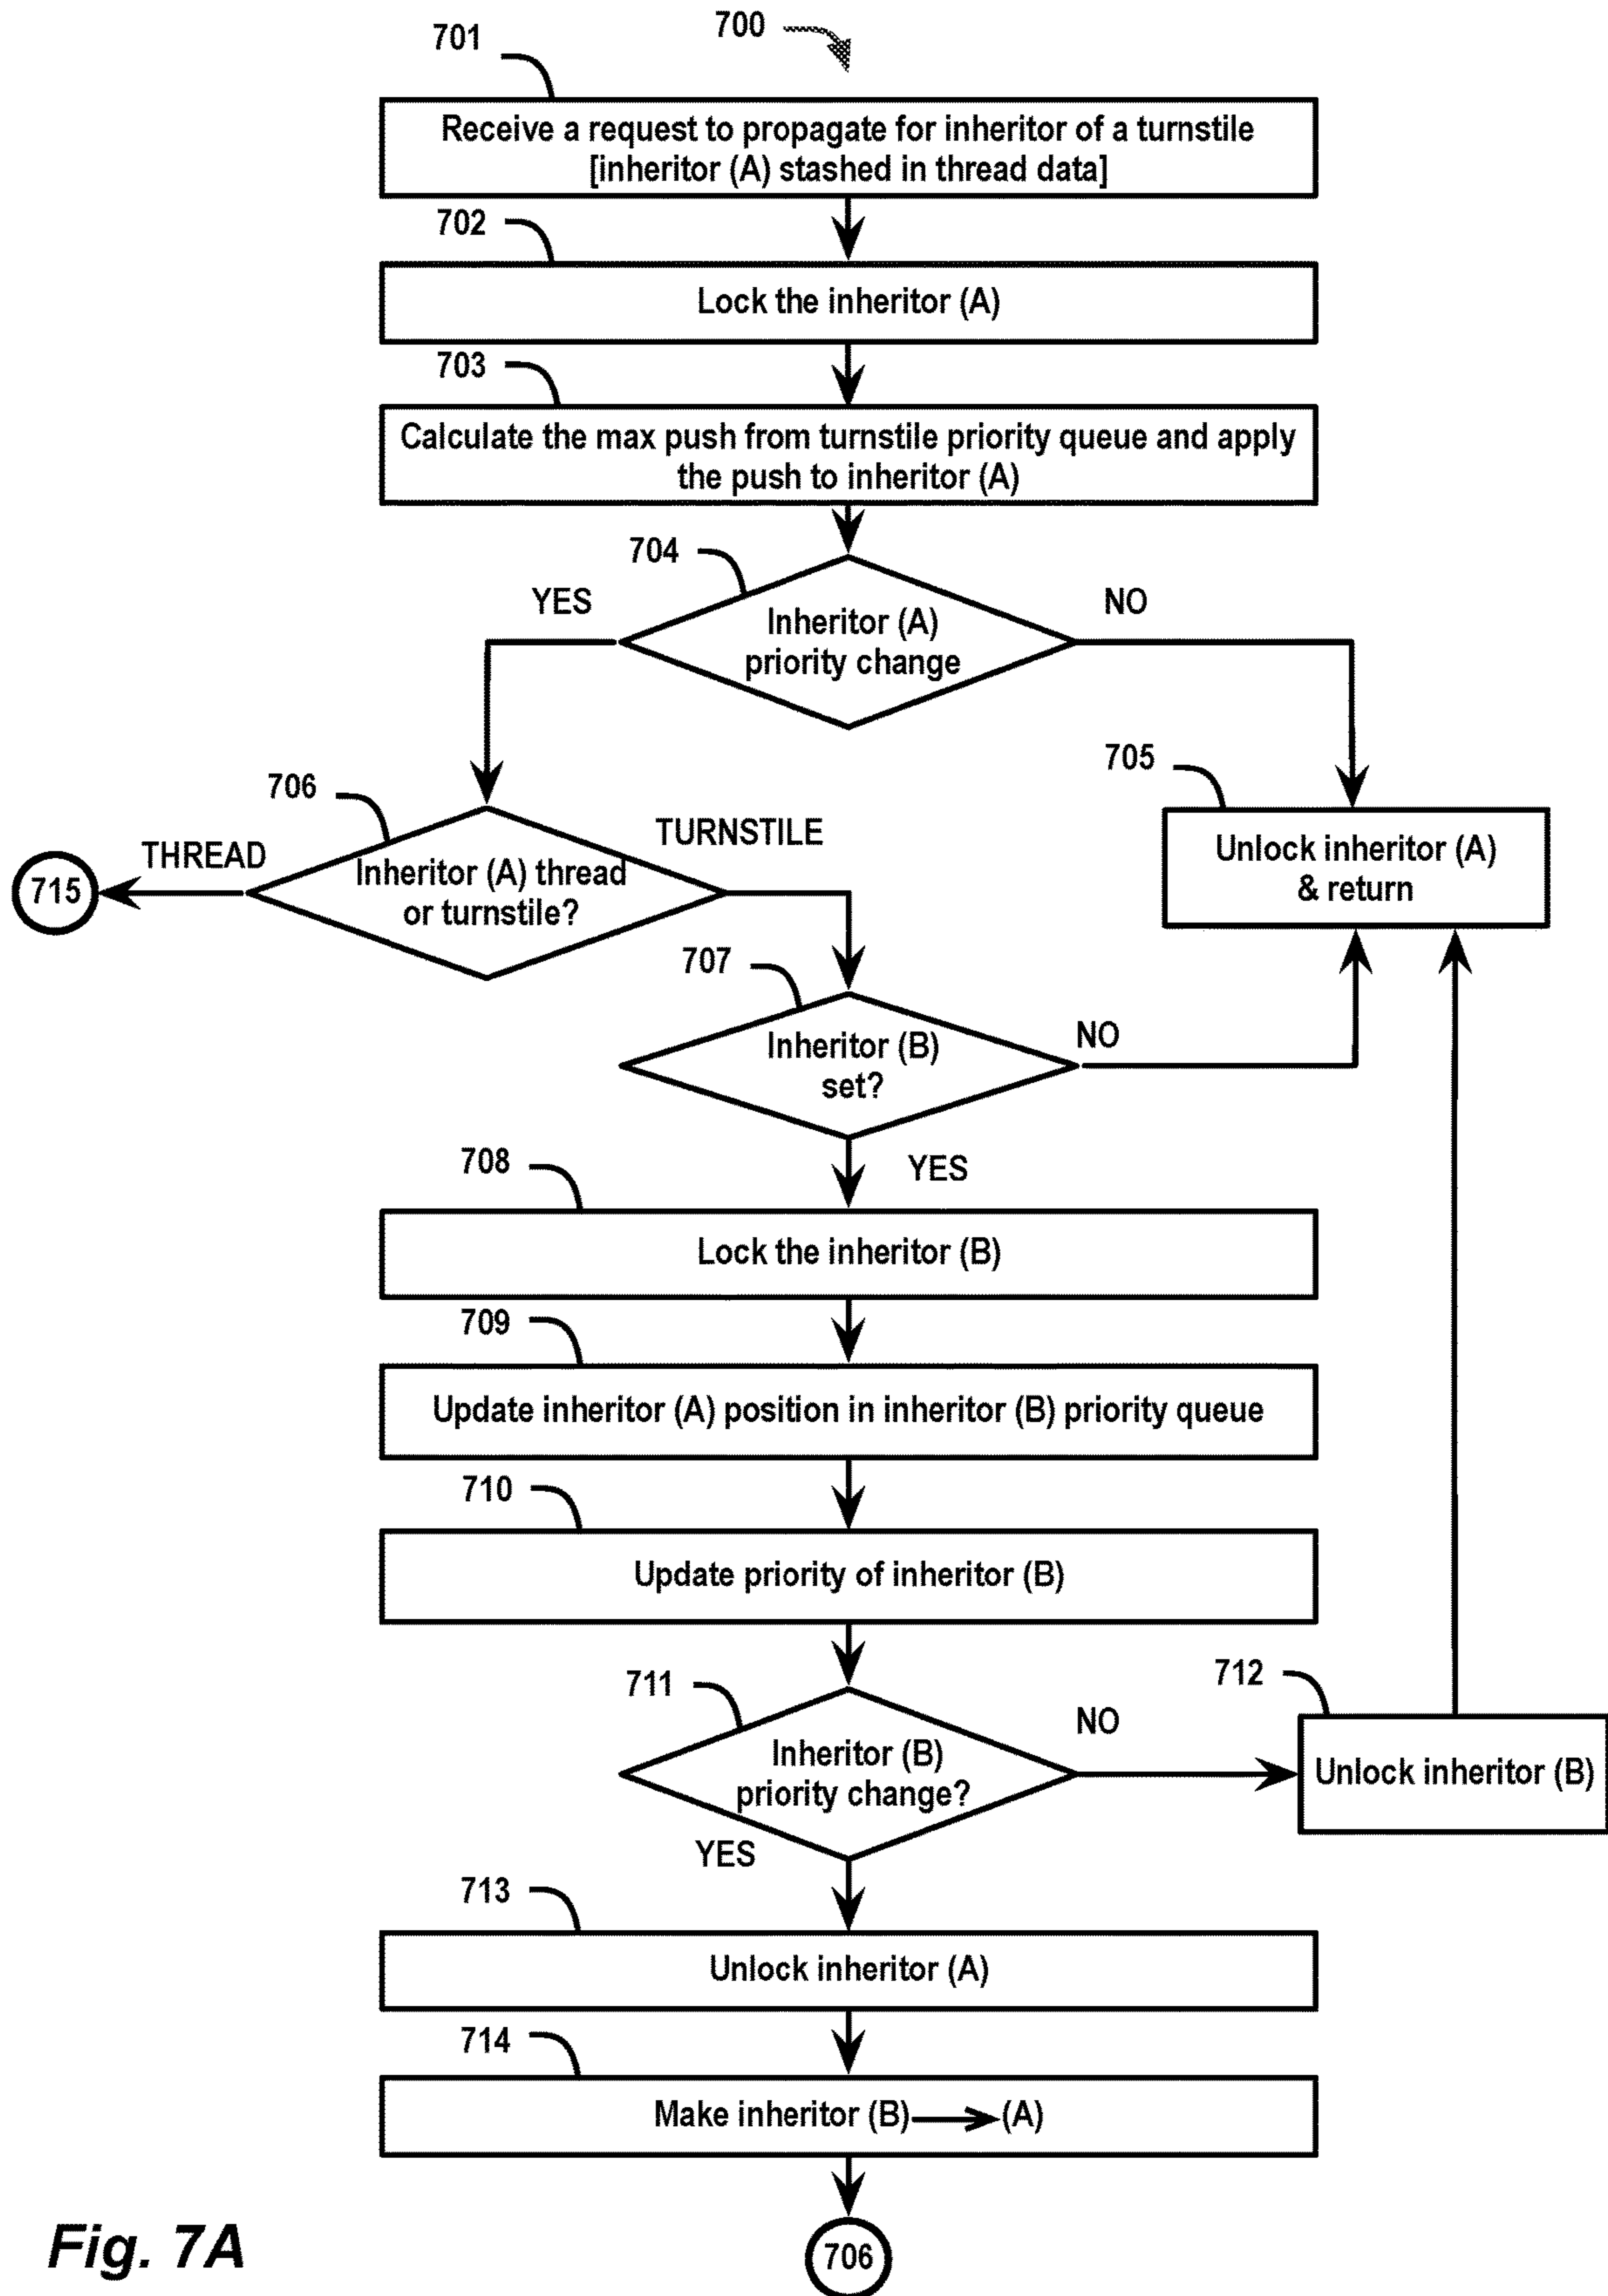 700
701
Receive a request to propagate for inheritor of a turnstile
[inheritor (A) stashed in thread data]
702
Lock the inheritor (A)
703
Calculate the max push from turnstile priority queue and apply
the push to inheritor (A)
704
YES
NO
Inheritor (A)
priority change
705
Unlock inheritor (A)
& return
706
THREAD
TURNSTILE
715
Inheritor (A) thread
or turnstile?
707
NO
Inheritor (B)
set?
YES
708
Lock the inheritor (B)
709
Update inheritor (A) position in inheritor (B) priority queue
710
Update priority of inheritor (B)
711
NO
Inheritor (B)
priority change?
712
Unlock inheritor (B)
YES
713
Unlock inheritor (A)
714
Make inheritor (B) → (A)
706
Fig. 7A